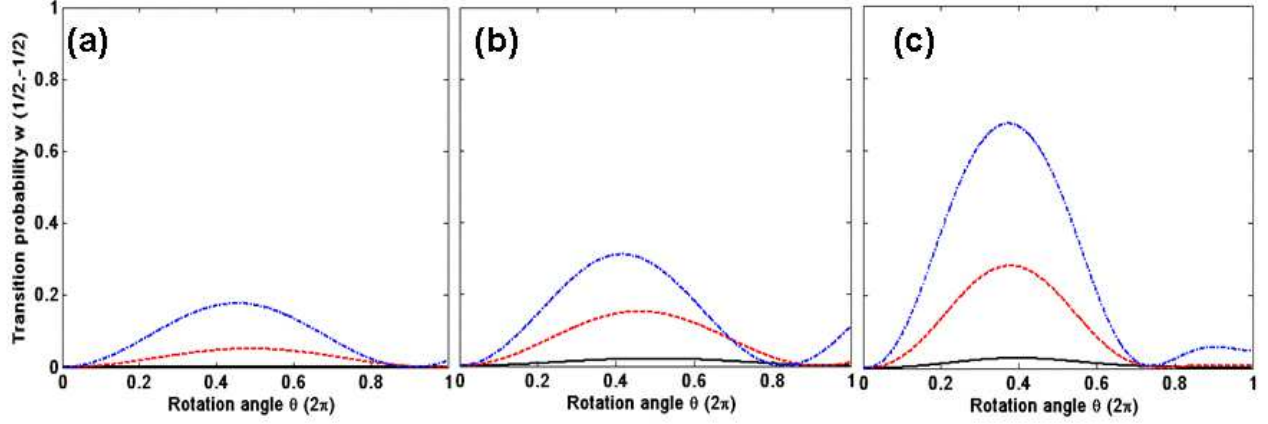 (a) (b) (c)
Transition probability w (1/2,-1/2)
1
0.8
0.6
0.4
0.2
0
0 0.2 0.4 0.6 0.8 1 0 0.2 0.4 0.6 0.8 1 0 0.2 0.4 0.6 0.8 1
Rotation angle θ (2π) Rotation angle θ (2π) Rotation angle θ (2π)